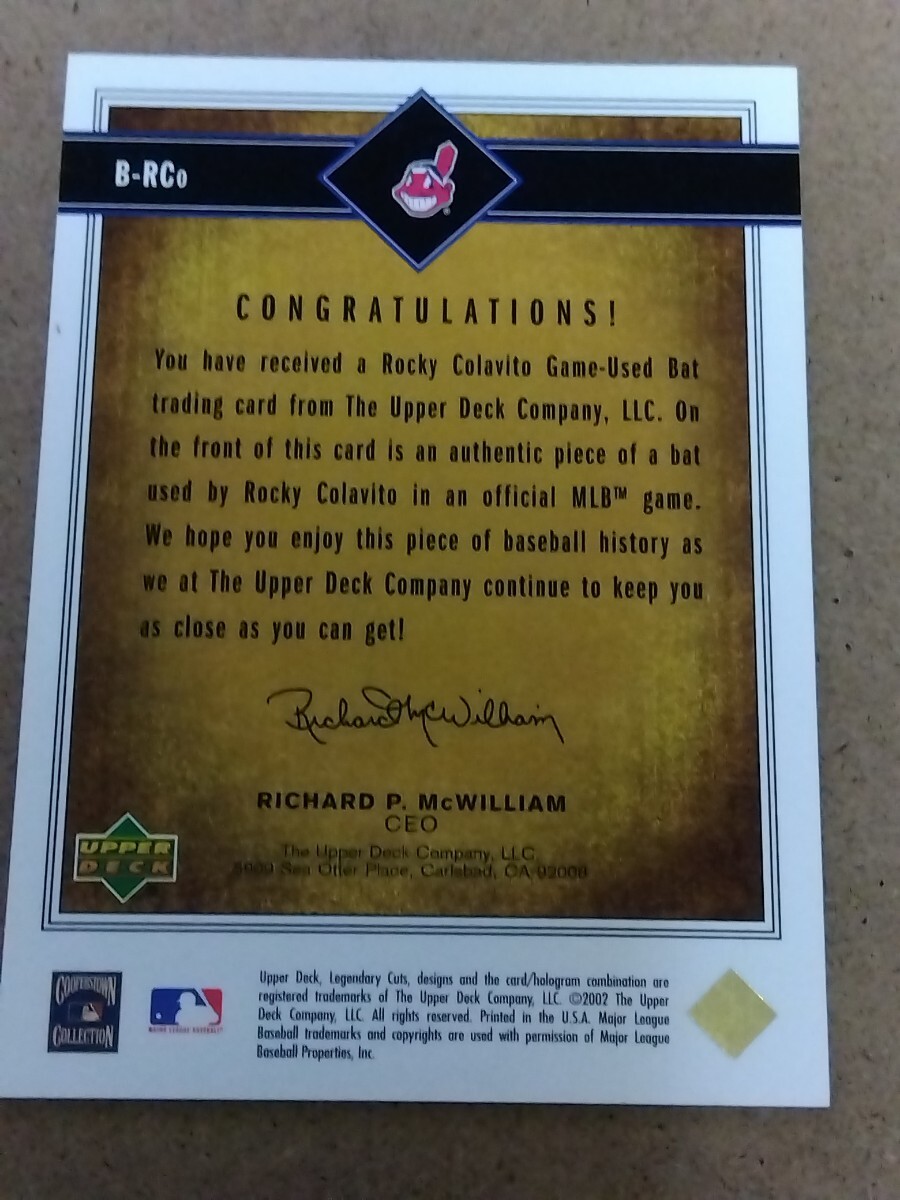 B-RCo
CONGRATULATIONS!
You have received a Rocky Colavito Game-Used Bat
trading card from The Upper Deck Company, LLC. On
the front of this card is an authentic piece of a bat
used by Rocky Colavito in an official MLB™ game.
We hope you enjoy this piece of baseball history as
we at The Upper Deck Company continue to keep you
as close as you can get!
Richard McWilliam
RICHARD P. McWILLIAM
CEO
The Upper Deck Company, LLC
5909 Sea Otter Place, Carlsbad, CA 92008
UPPER
DECK
COOPERSTOWN
COLLECTION
MAJOR LEAGUE BASEBALL
Upper Deck, Legendary Cuts, designs and the card/hologram combination are
registered trademarks of The Upper Deck Company, LLC. ©2002 The Upper
Deck Company, LLC. All rights reserved. Printed in the U.S.A. Major League
Baseball trademarks and copyrights are used with permission of Major League
Baseball Properties, Inc.